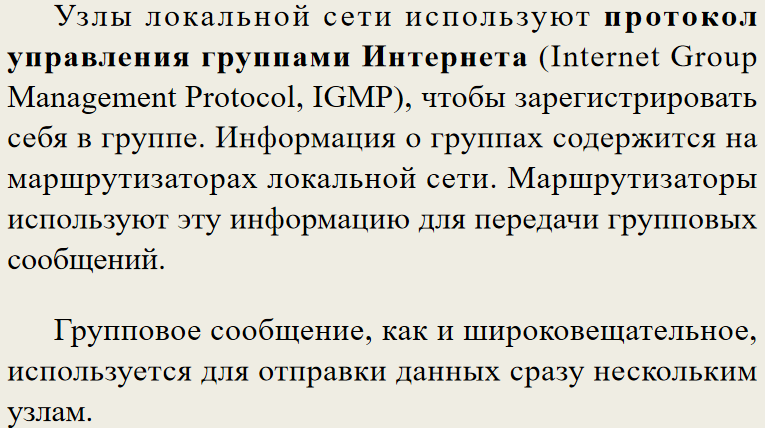 Узлы локальной сети используют протокол
управления группами Интернета (Internet Group
Management Protocol, IGMP), чтобы зарегистрировать
себя в группе. Информация о группах содержится на
маршрутизаторах локальной сети. Маршрутизаторы
используют эту информацию для передачи групповых
сообщений.
Групповое сообщение, как и широковещательное,
используется для отправки данных сразу нескольким
узлам.